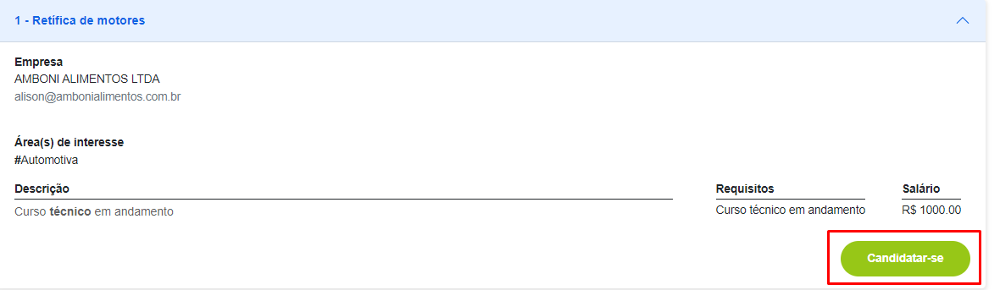 1 - Retífica de motores
Empresa
AMBONI ALIMENTOS LTDA
alison@ambonialimentos.com.br
Área(s) de interesse
#Automotiva
Descrição
Curso técnico em andamento
Requisitos
Curso técnico em andamento
Salário
R$ 1000.00
Candidatar-se